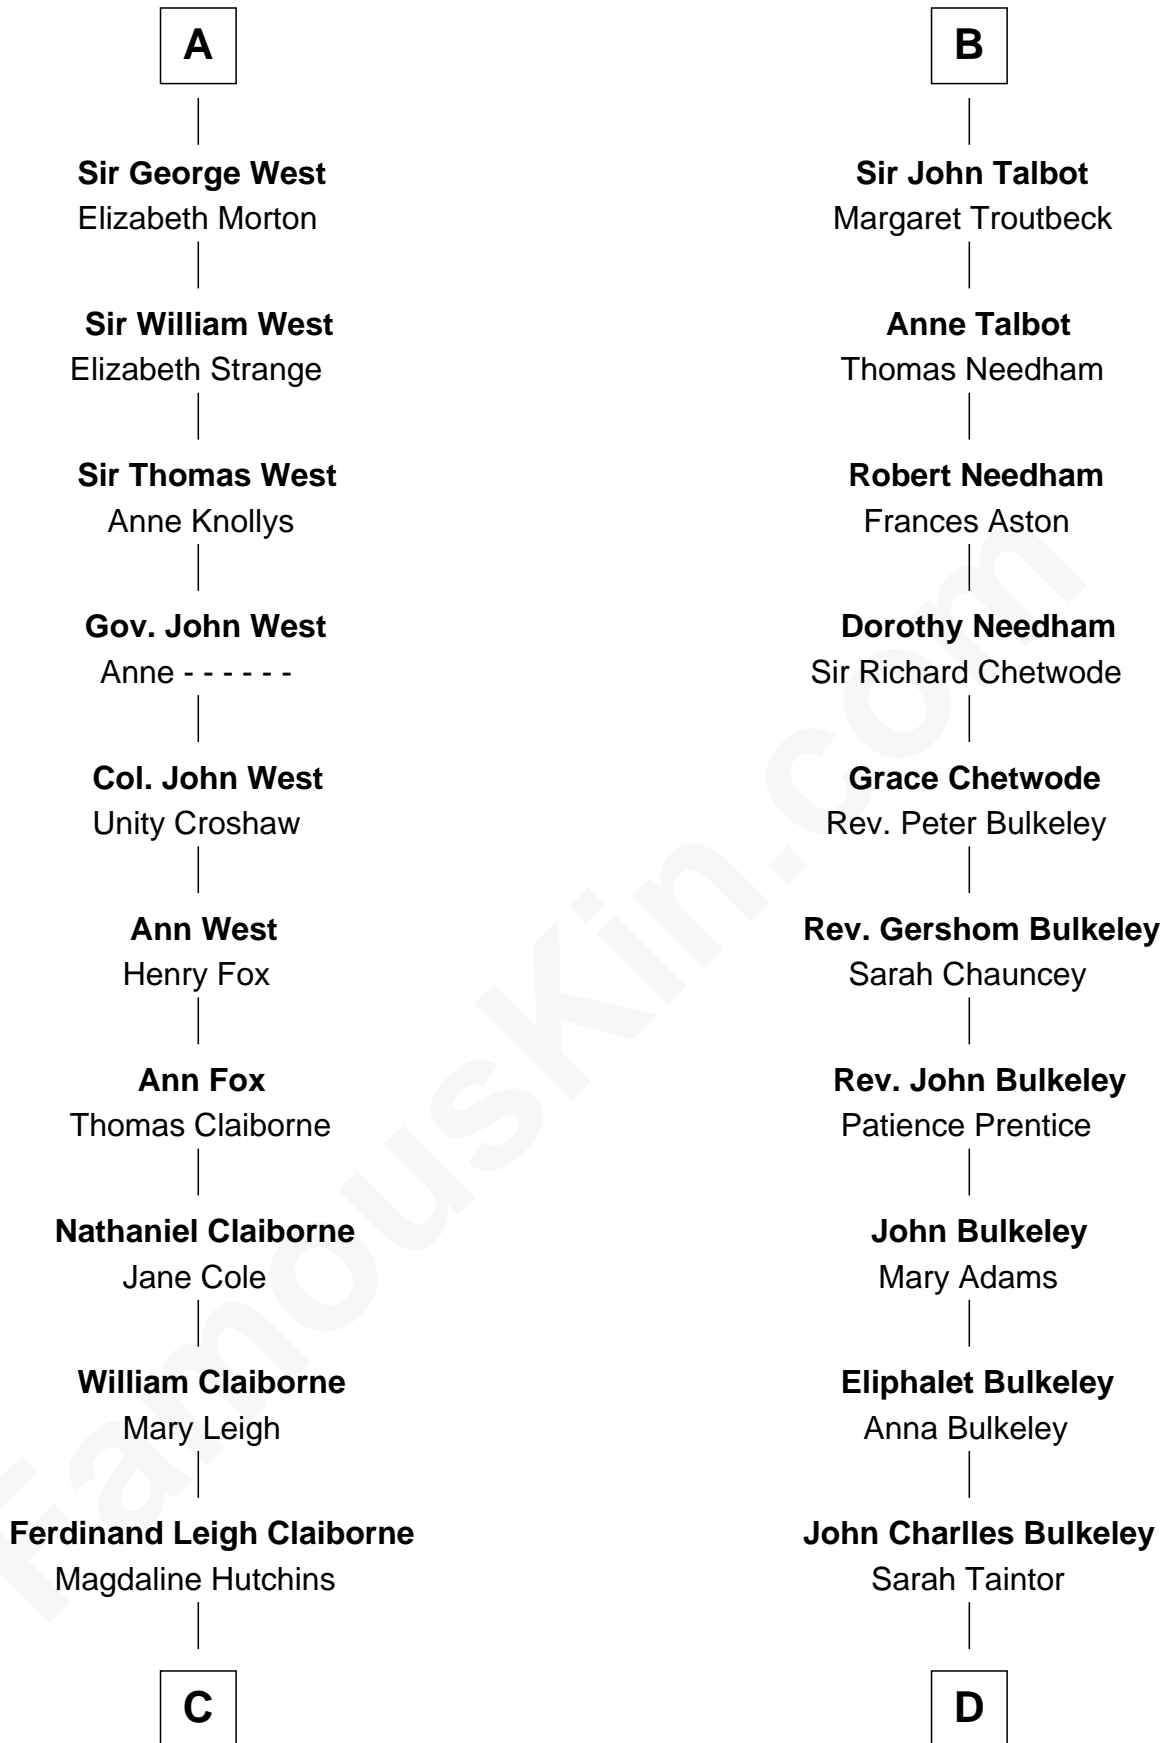 A
Sir George West
Elizabeth Morton
Sir William West
Elizabeth Strange
Sir Thomas West
Anne Knollys
Gov. John West
Anne - - - - - -
Col. John West
Unity Croshaw
Ann West
Henry Fox
Ann Fox
Thomas Claiborne
Nathaniel Claiborne
Jane Cole
William Claiborne
Mary Leigh
Ferdinand Leigh Claiborne
Magdaline Hutchins
C
B
Sir John Talbot
Margaret Troutbeck
Anne Talbot
Thomas Needham
Robert Needham
Frances Aston
Dorothy Needham
Sir Richard Chetwode
Grace Chetwode
Rev. Peter Bulkeley
Rev. Gershom Bulkeley
Sarah Chauncey
Rev. John Bulkeley
Patience Prentice
John Bulkeley
Mary Adams
Eliphalet Bulkeley
Anna Bulkeley
John Charlles Bulkeley
Sarah Taintor
D
FamousKin.com